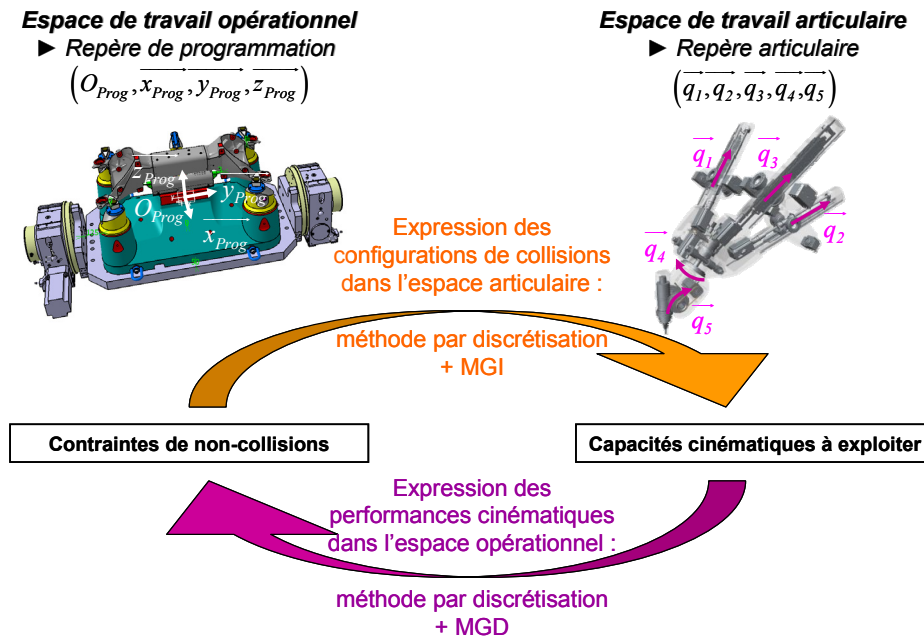 Espace de travail opérationnel
► Repère de programmation
(O_Prog, x_Prog, y_Prog, z_Prog)
Espace de travail articulaire
► Repère articulaire
(q1, q2, q3, q4, q5)
z_Prog
y_Prog
O_Prog
x_Prog
q1
q3
q2
q4
q5
Expression des
configurations de collisions
dans l'espace articulaire :
méthode par discrétisation
+ MGI
Contraintes de non-collisions
Capacités cinématiques à exploiter
Expression des
performances cinématiques
dans l'espace opérationnel :
méthode par discrétisation
+ MGD